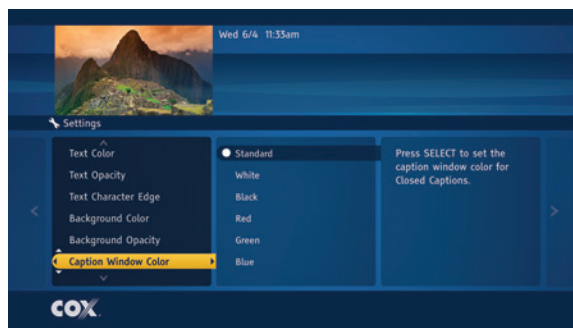 Wed 6/4 11:33am
Settings
Text Color
Text Opacity
Text Character Edge
Background Color
Background Opacity
Caption Window Color
Standard
White
Black
Red
Green
Blue
Press SELECT to set the
caption window color for
Closed Captions.
COX